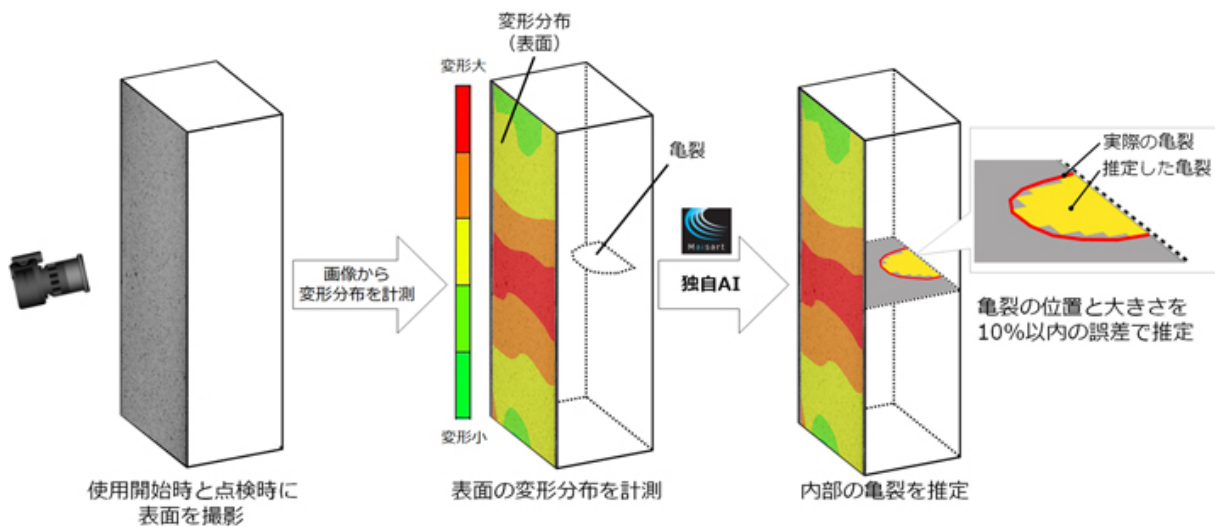 変形分布
（表面）
変形大
亀裂
実際の亀裂
推定した亀裂
画像から
変形分布を計測
Maisart
独自AI
亀裂の位置と大きさを
10%以内の誤差で推定
変形小
使用開始時と点検時に
表面を撮影
表面の変形分布を計測
内部の亀裂を推定